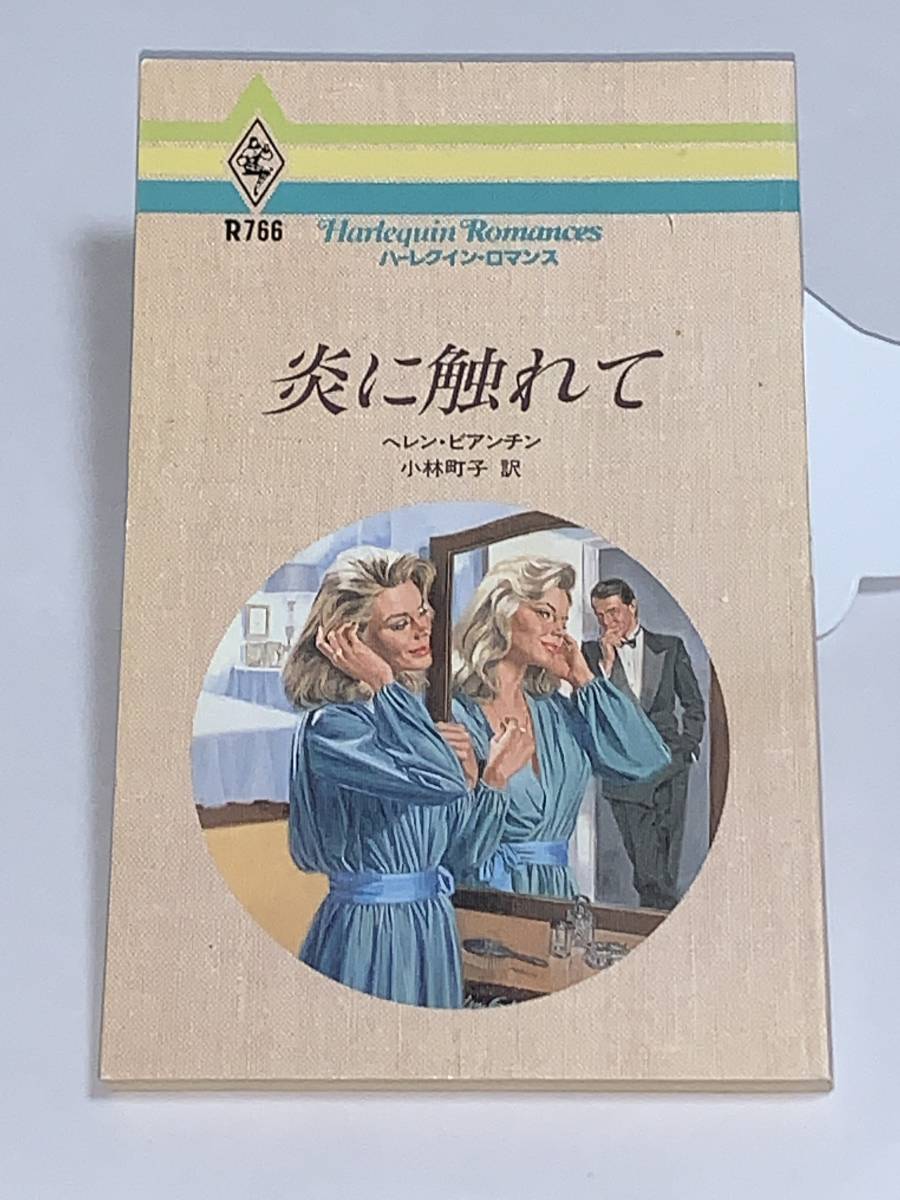 R766
Harlequin Romances
ハーレクイン・ロマンス
炎に触れて
ヘレン・ビアンチン
小林町子 訳